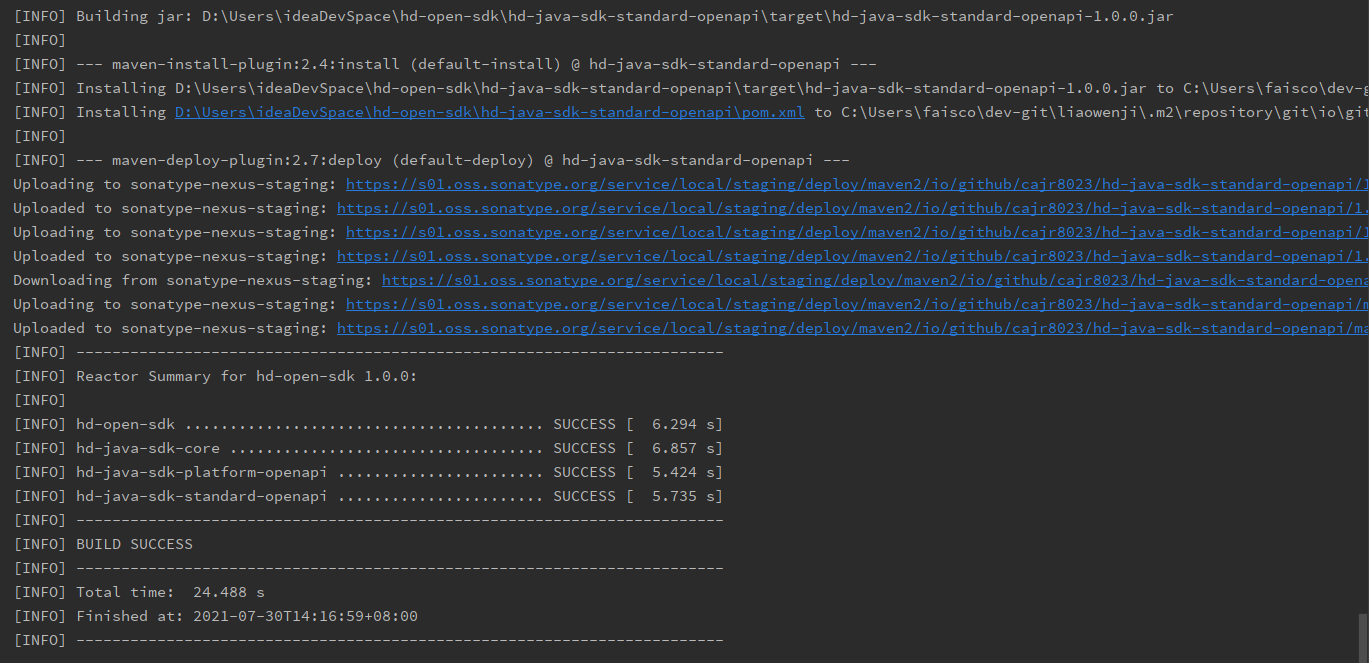 [INFO] Building jar: D:\Users\ideaDevSpace\hd-open-sdk\hd-java-sdk-standard-openapi\target\hd-java-sdk-standard-openapi-1.0.0.jar
[INFO]
[INFO] --- maven-install-plugin:2.4:install (default-install) @ hd-java-sdk-standard-openapi ---
[INFO] Installing D:\Users\ideaDevSpace\hd-open-sdk\hd-java-sdk-standard-openapi\target\hd-java-sdk-standard-openapi-1.0.0.jar to C:\Users\faisco\dev-g
[INFO] Installing D:\Users\ideaDevSpace\hd-open-sdk\hd-java-sdk-standard-openapi\pom.xml to C:\Users\faisco\dev-git\liaowenji\.m2\repository\git\io\git
[INFO]
[INFO] --- maven-deploy-plugin:2.7:deploy (default-deploy) @ hd-java-sdk-standard-openapi ---
Uploading to sonatype-nexus-staging: https://s01.oss.sonatype.org/service/local/staging/deploy/maven2/io/github/cajr8023/hd-java-sdk-standard-openapi/1
Uploaded to sonatype-nexus-staging: https://s01.oss.sonatype.org/service/local/staging/deploy/maven2/io/github/cajr8023/hd-java-sdk-standard-openapi/1.
Uploading to sonatype-nexus-staging: https://s01.oss.sonatype.org/service/local/staging/deploy/maven2/io/github/cajr8023/hd-java-sdk-standard-openapi/1
Uploaded to sonatype-nexus-staging: https://s01.oss.sonatype.org/service/local/staging/deploy/maven2/io/github/cajr8023/hd-java-sdk-standard-openapi/1.
Downloading from sonatype-nexus-staging: https://s01.oss.sonatype.org/service/local/staging/deploy/maven2/io/github/cajr8023/hd-java-sdk-standard-opena
Uploading to sonatype-nexus-staging: https://s01.oss.sonatype.org/service/local/staging/deploy/maven2/io/github/cajr8023/hd-java-sdk-standard-openapi/m
Uploaded to sonatype-nexus-staging: https://s01.oss.sonatype.org/service/local/staging/deploy/maven2/io/github/cajr8023/hd-java-sdk-standard-openapi/ma
[INFO] ------------------------------------------------------------------------
[INFO] Reactor Summary for hd-open-sdk 1.0.0:
[INFO]
[INFO] hd-open-sdk ........................................ SUCCESS [  6.294 s]
[INFO] hd-java-sdk-core ................................... SUCCESS [  6.857 s]
[INFO] hd-java-sdk-platform-openapi ....................... SUCCESS [  5.424 s]
[INFO] hd-java-sdk-standard-openapi ....................... SUCCESS [  5.735 s]
[INFO] ------------------------------------------------------------------------
[INFO] BUILD SUCCESS
[INFO] ------------------------------------------------------------------------
[INFO] Total time:  24.488 s
[INFO] Finished at: 2021-07-30T14:16:59+08:00
[INFO] ------------------------------------------------------------------------